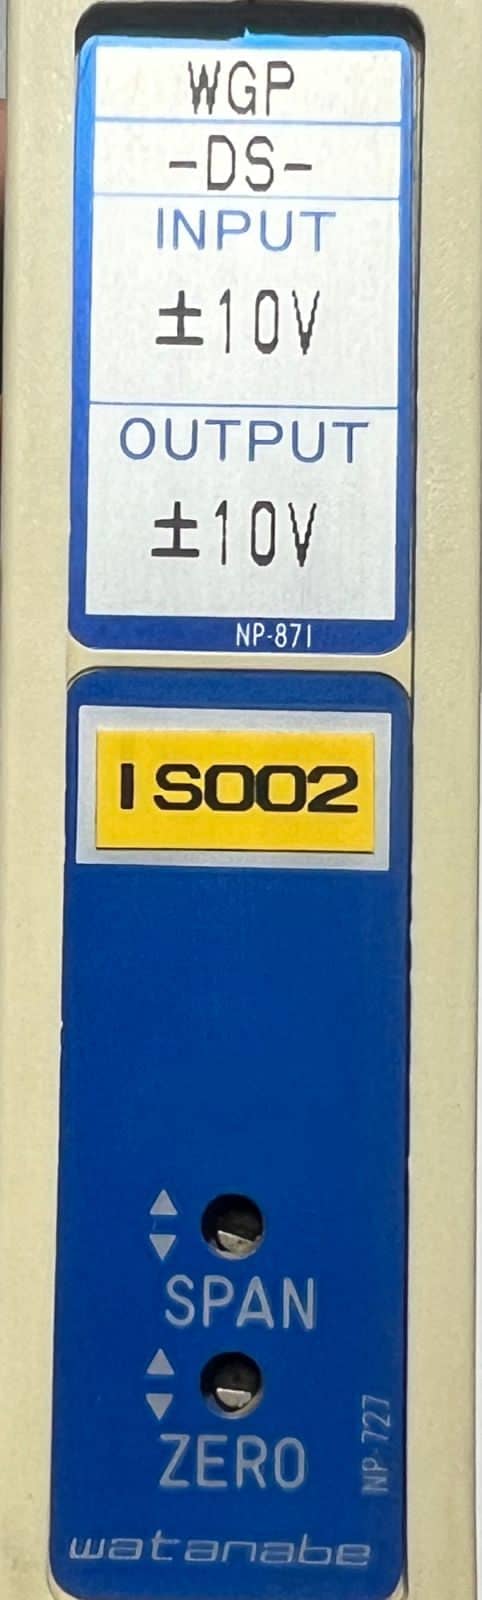 WGP
-DS-
INPUT
±10V
OUTPUT
±10V
NP-871
IS002
SPAN
ZERO
NP-727
watanabe